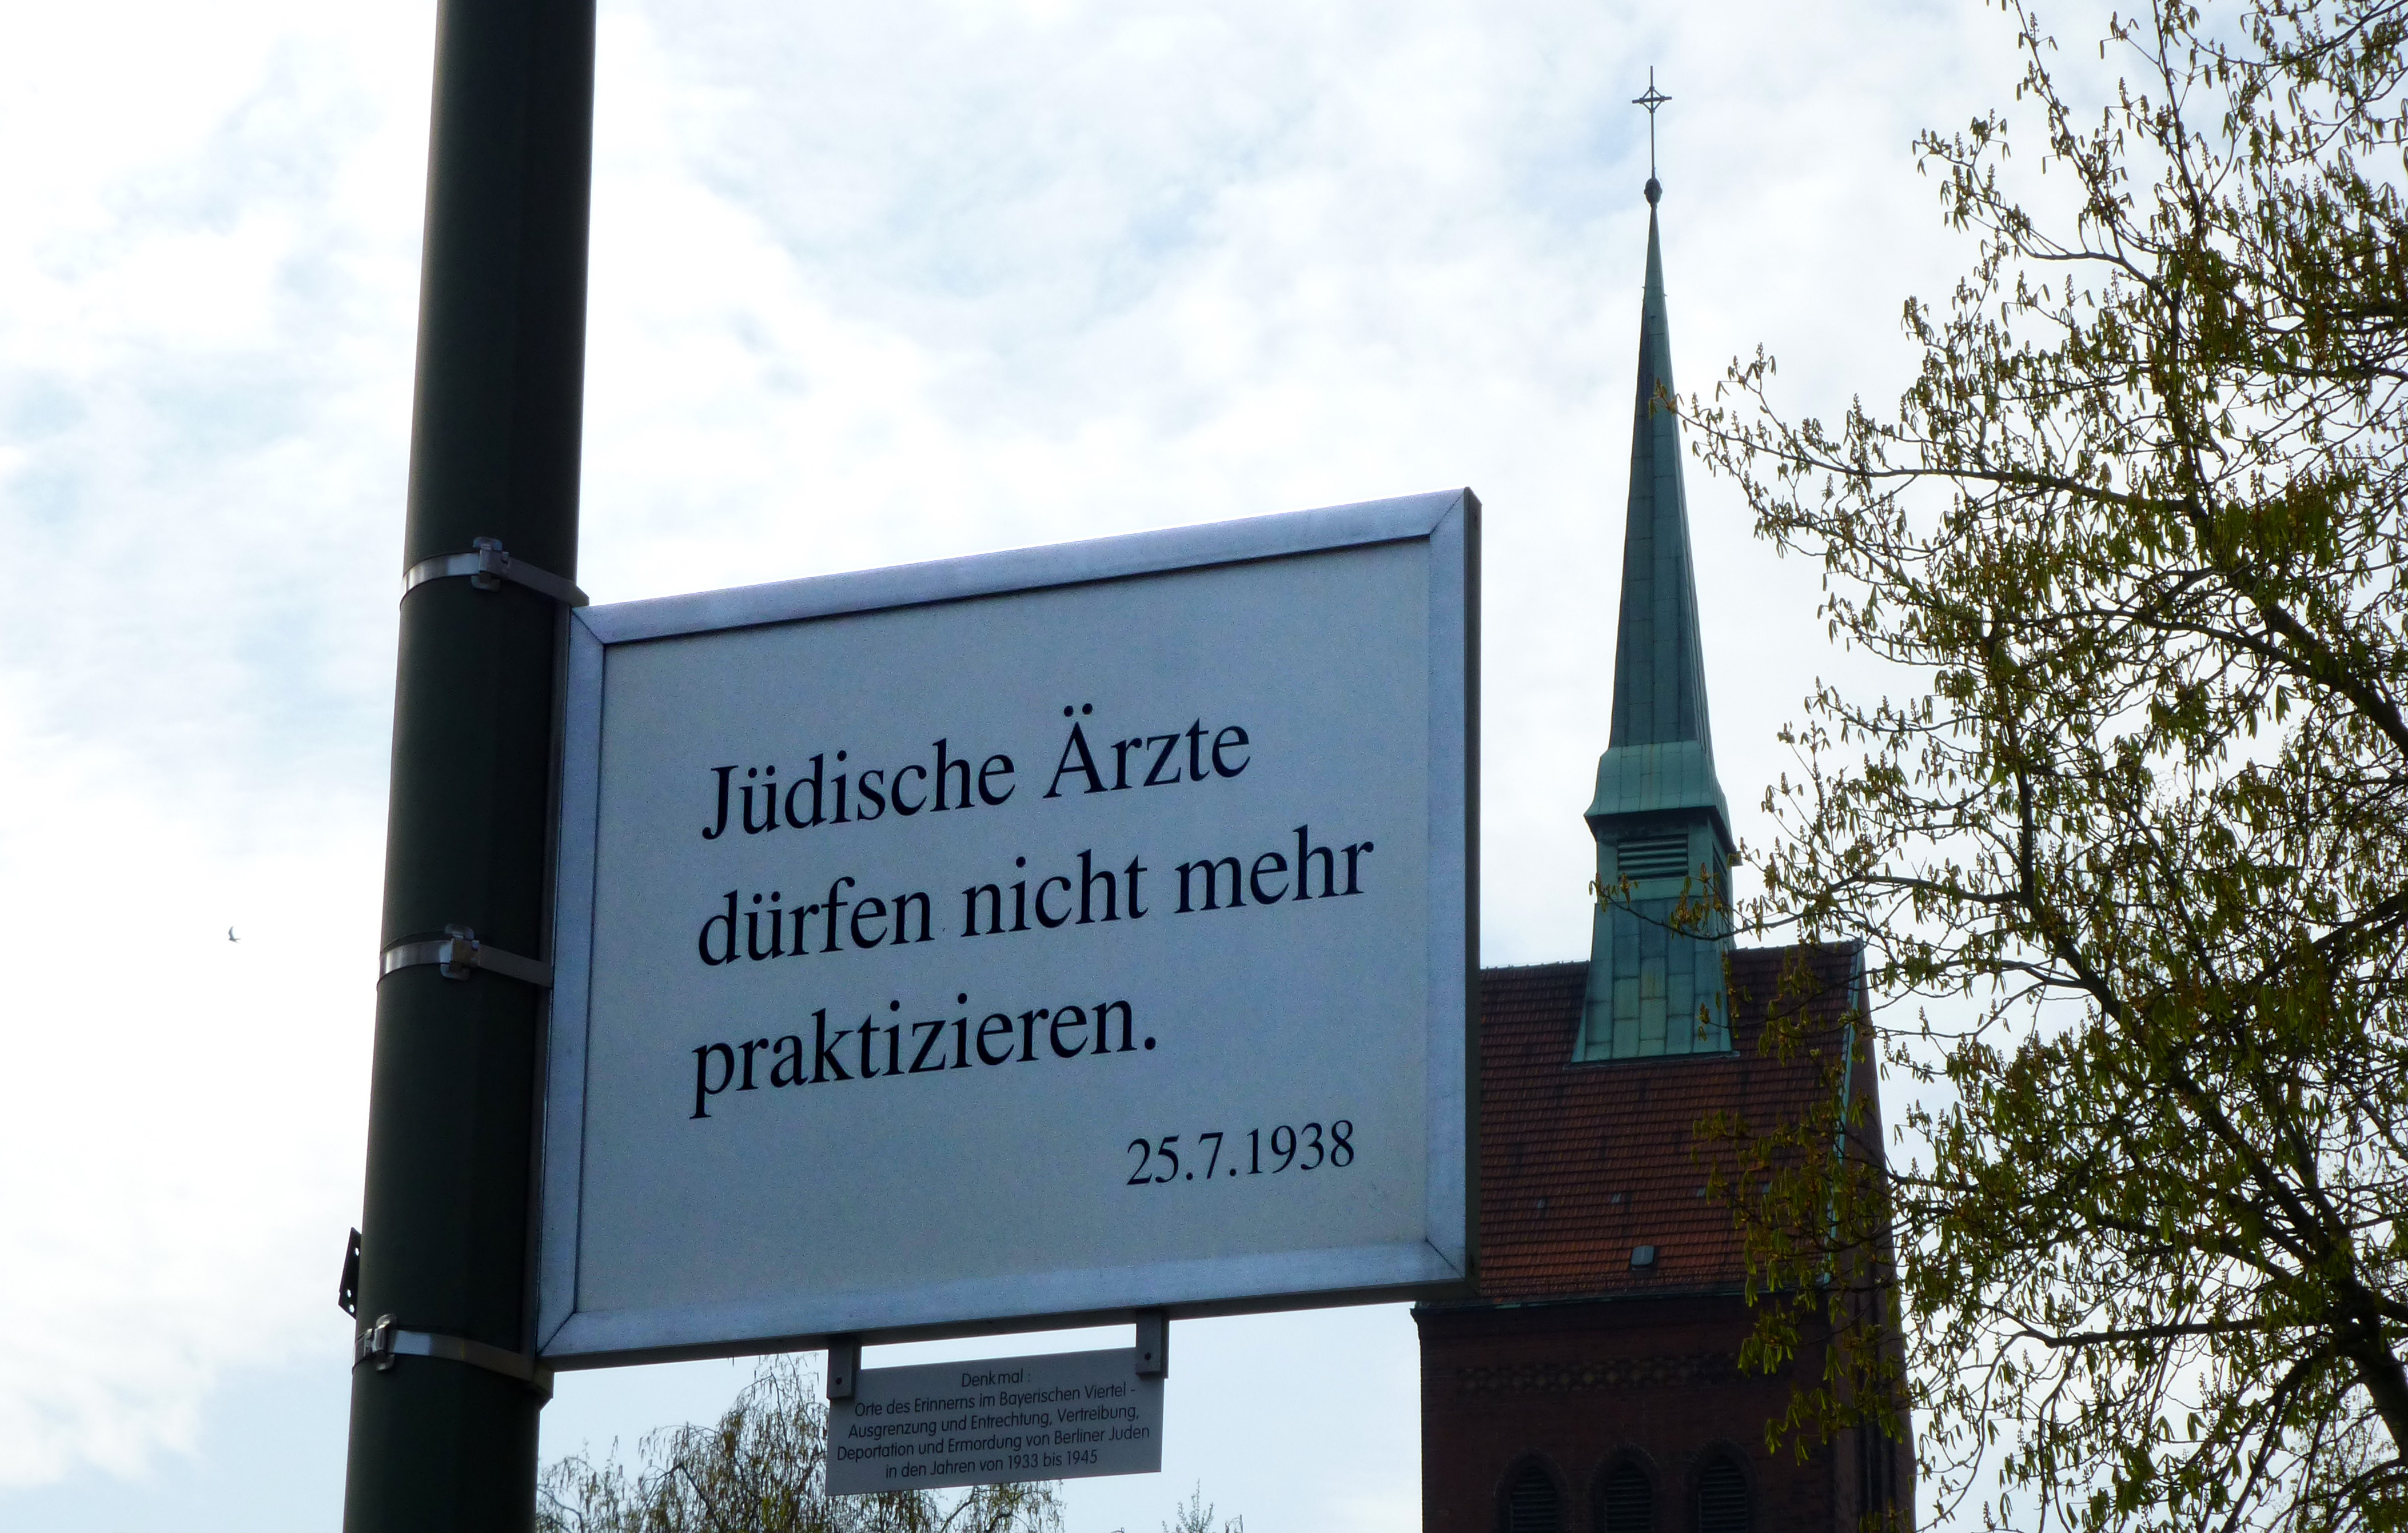 Jüdische Ärzte
dürfen nicht mehr
praktizieren.
25.7.1938
Denkmal :
Orte des Erinnerns im Bayerischen Viertel -
Ausgrenzung und Entrechtung, Vertreibung,
Deportation und Ermordung von Berliner Juden
in den Jahren von 1933 bis 1945